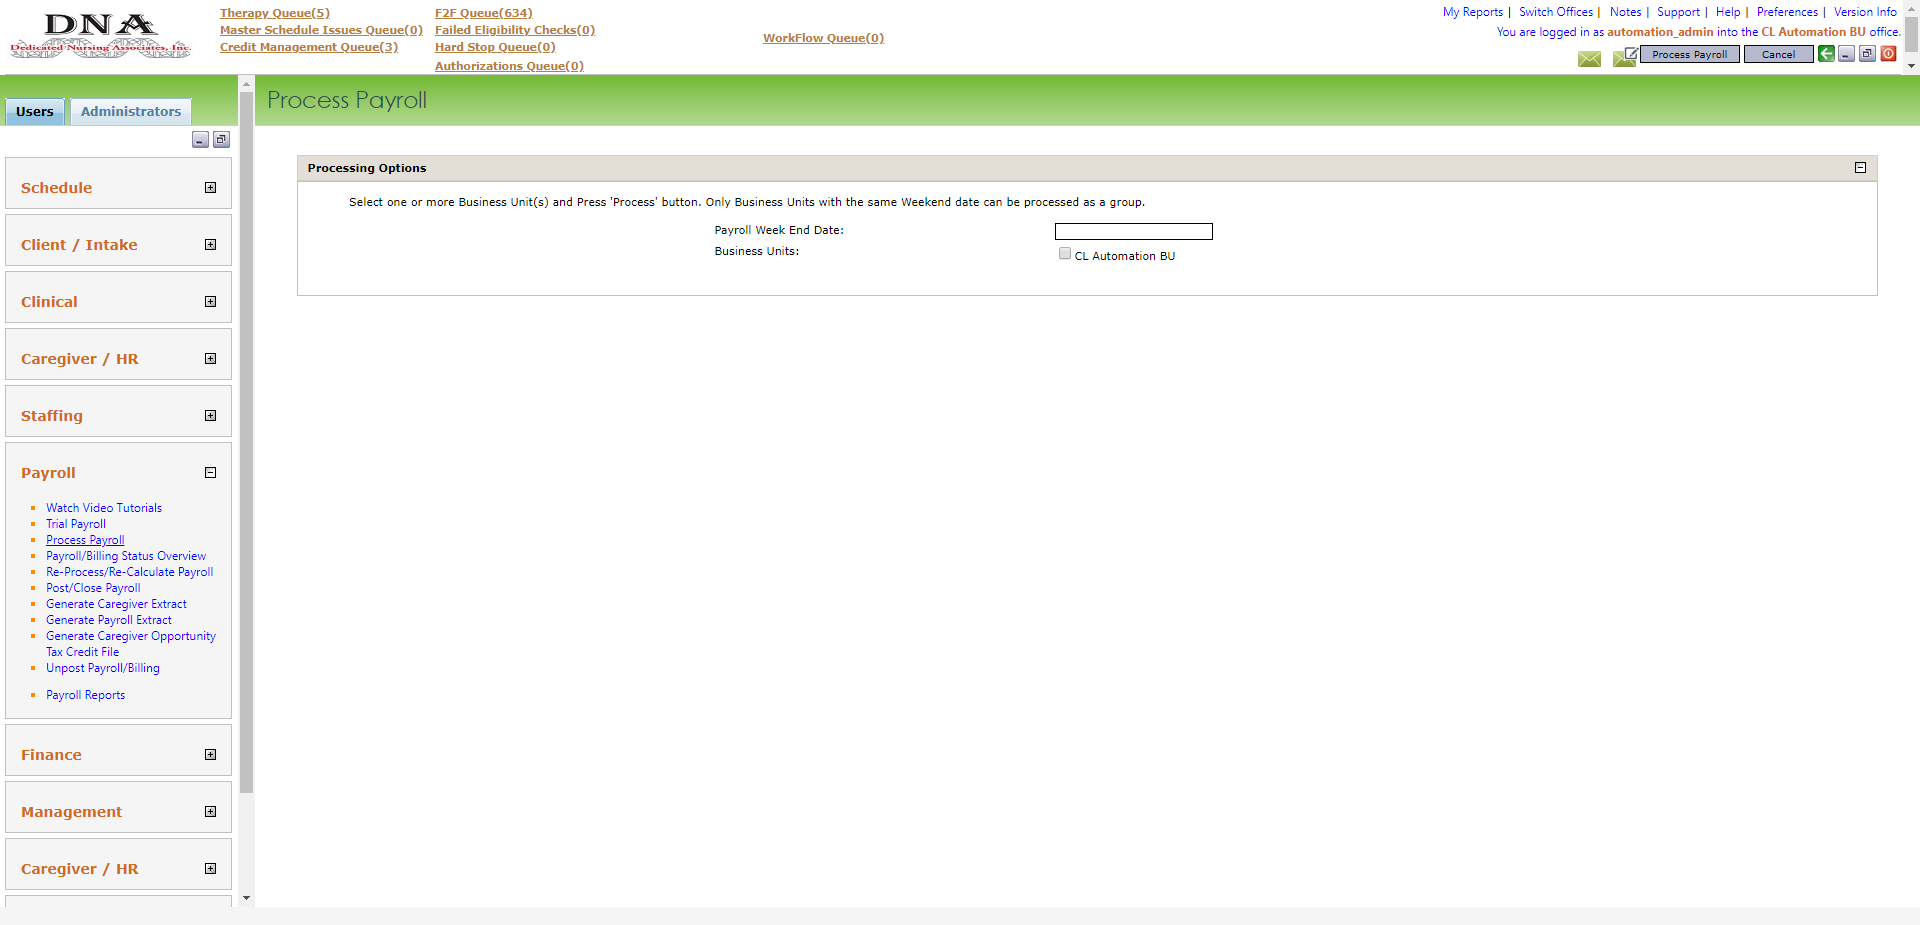 DNA
Dedicated Nursing Associates, Inc.
Therapy Queue(5)
Master Schedule Issues Queue(0)
Credit Management Queue(3)
F2F Queue(634)
Failed Eligibility Checks(0)
Hard Stop Queue(0)
Authorizations Queue(0)
WorkFlow Queue(0)
My Reports | Switch Offices | Notes | Support | Help | Preferences | Version Info
You are logged in as automation_admin into the CL Automation BU office.
Process Payroll
Cancel
Users
Administrators
Schedule
Client / Intake
Clinical
Caregiver / HR
Staffing
Payroll
Watch Video Tutorials
Trial Payroll
Process Payroll
Payroll/Billing Status Overview
Re-Process/Re-Calculate Payroll
Post/Close Payroll
Generate Caregiver Extract
Generate Payroll Extract
Generate Caregiver Opportunity
Tax Credit File
Unpost Payroll/Billing
Payroll Reports
Finance
Management
Caregiver / HR
Process Payroll
Processing Options
Select one or more Business Unit(s) and Press 'Process' button. Only Business Units with the same Weekend date can be processed as a group.
Payroll Week End Date:
Business Units:
CL Automation BU